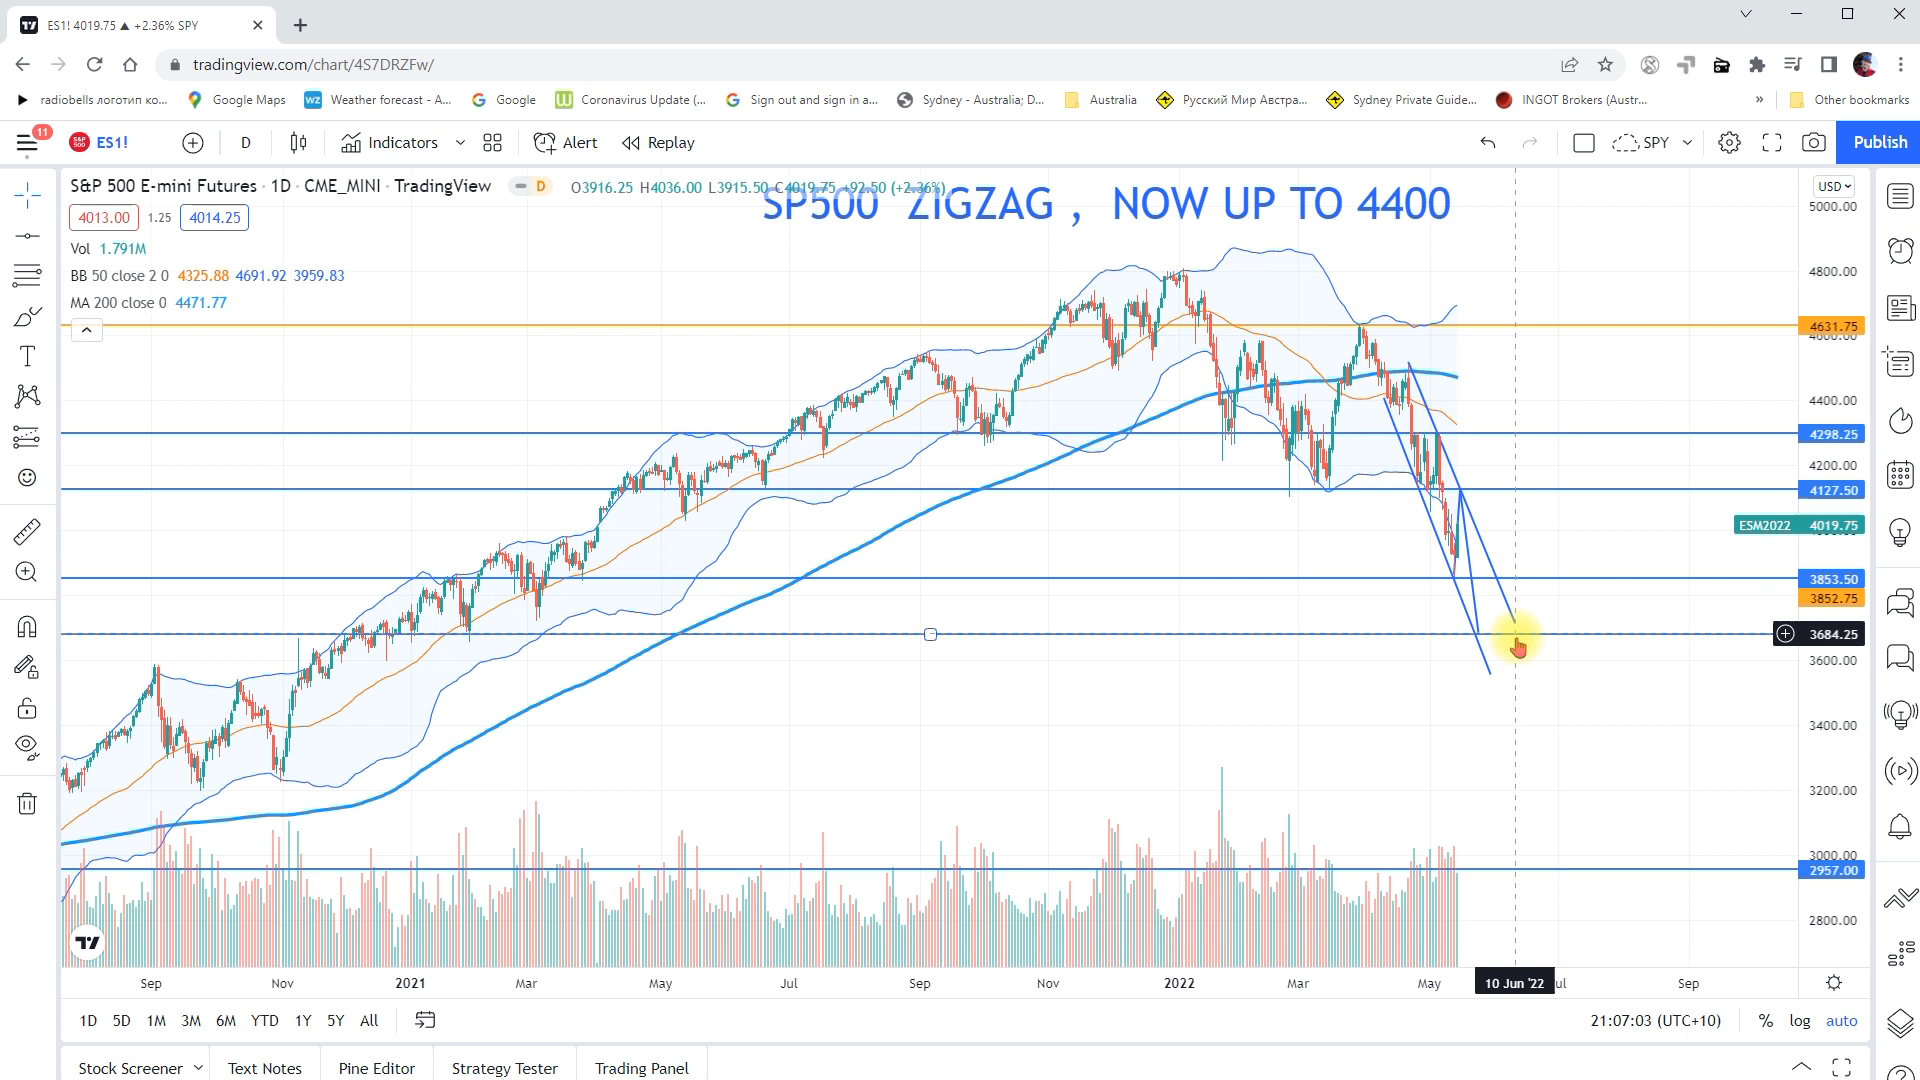 ES1! 4019.75 ▲ +2.36% SPY
tradingview.com/chart/4S7DRZFw/
radiobells логотип ко...
Google Maps
Weather forecast - A...
Google
Coronavirus Update (...
Sign out and sign in a...
Sydney - Australia; D...
Australia
Русский Мир Австра...
Sydney Private Guide...
INGOT Brokers (Austr...
»
Other bookmarks
11
ES1!
D
Indicators
Alert
Replay
SPY
Publish
S&P 500 E-mini Futures · 1D · CME_MINI · TradingView
D
O3916.25 H4036.00 L3915.50 C4019.75 +92.50 (+2.36%)
SP500 ZIGZAG , NOW UP TO 4400
USD
4013.00 1.25 4014.25
Vol 1.791M
BB 50 close 2 0 4325.88 4691.92 3959.83
MA 200 close 0 4471.77
5000.00
4800.00
4631.75
4600.00
4400.00
4298.25
4200.00
4127.50
ESM2022 4019.75
3853.50
3852.75
3684.25
3600.00
3400.00
3200.00
3000.00
2957.00
2800.00
Sep Nov 2021 Mar May Jul Sep Nov 2022 Mar May 10 Jun '22 ul Sep
1D 5D 1M 3M 6M YTD 1Y 5Y All
21:07:03 (UTC+10) % log auto
Stock Screener Text Notes Pine Editor Strategy Tester Trading Panel